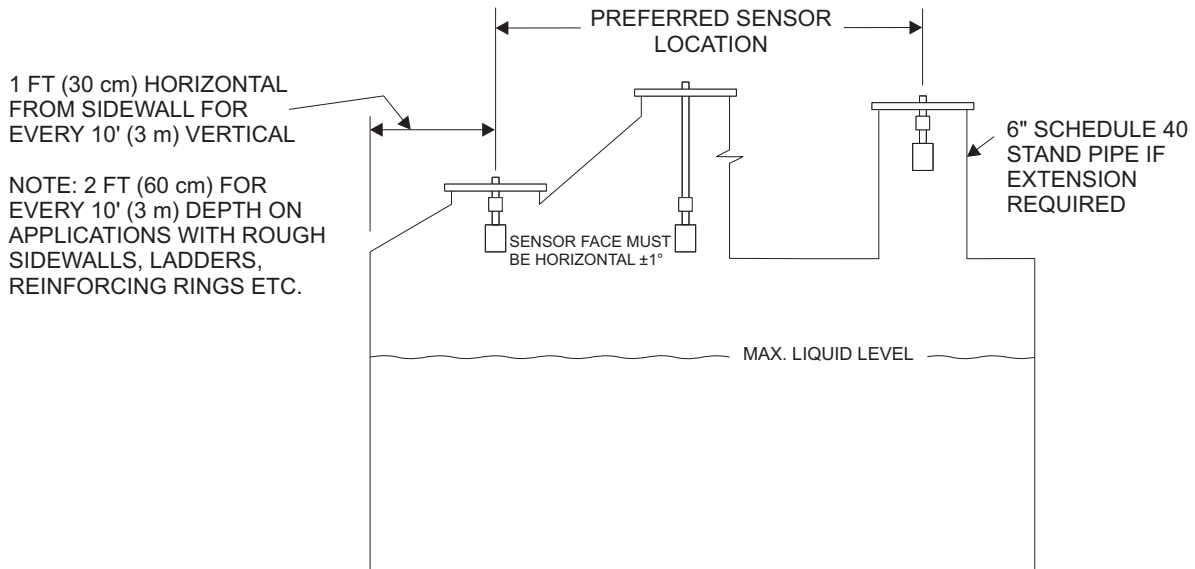 PREFERRED SENSOR
LOCATION
1 FT (30 cm) HORIZONTAL
FROM SIDEWALL FOR
EVERY 10' (3 m) VERTICAL
NOTE: 2 FT (60 cm) FOR
EVERY 10' (3 m) DEPTH ON
APPLICATIONS WITH ROUGH
SIDEWALLS, LADDERS,
REINFORCING RINGS ETC.
6" SCHEDULE 40
STAND PIPE IF
EXTENSION
REQUIRED
SENSOR FACE MUST
BE HORIZONTAL ±1°
MAX. LIQUID LEVEL